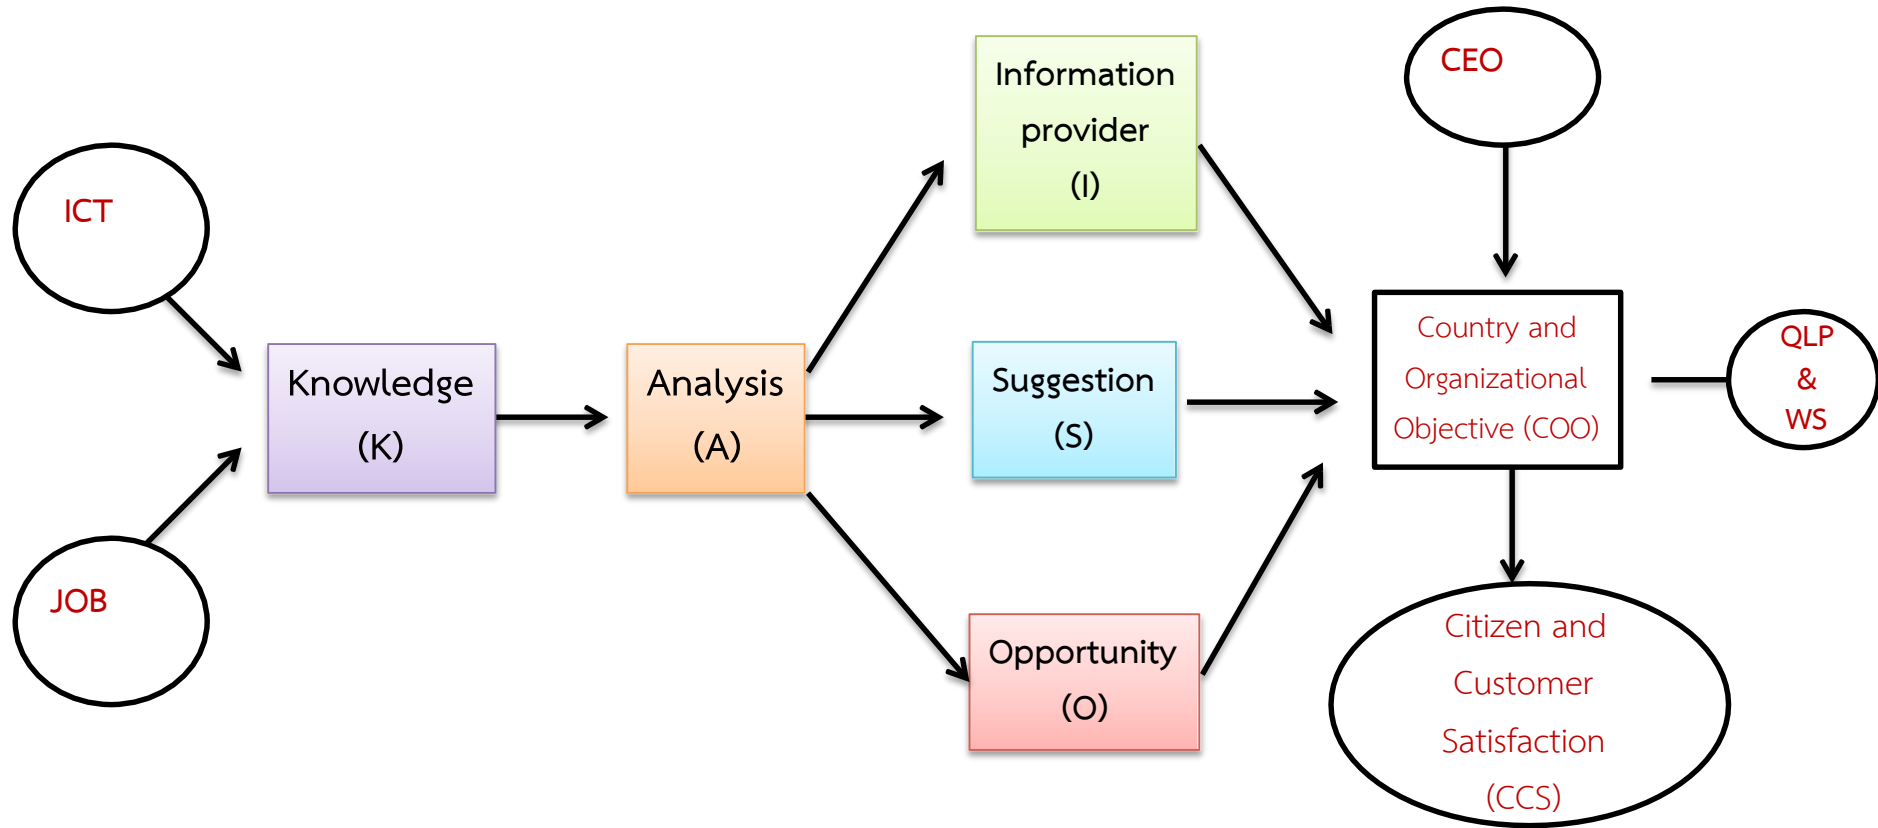 ICT
JOB
Knowledge
(K)
Analysis
(A)
Information
provider
(I)
Suggestion
(S)
Opportunity
(O)
CEO
Country and
Organizational
Objective (COO)
QLP
&
WS
Citizen and
Customer
Satisfaction
(CCS)